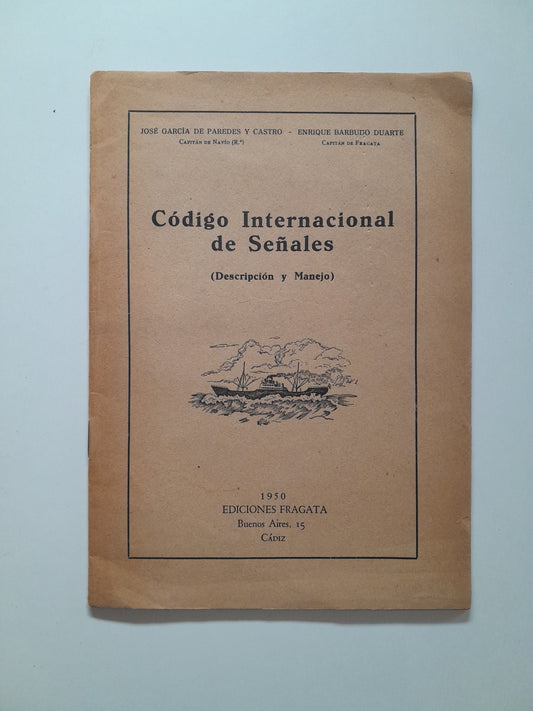 JOSÉ GARCÍA DE PAREDES Y CASTRO - ENRIQUE BARBUDO DUARTE
CAPITÁN DE NAVÍO (R.ª) CAPITÁN DE FRAGATA
Código Internacional
de Señales
(Descripción y Manejo)
1950
EDICIONES FRAGATA
Buenos Aires, 15
CÁDIZ